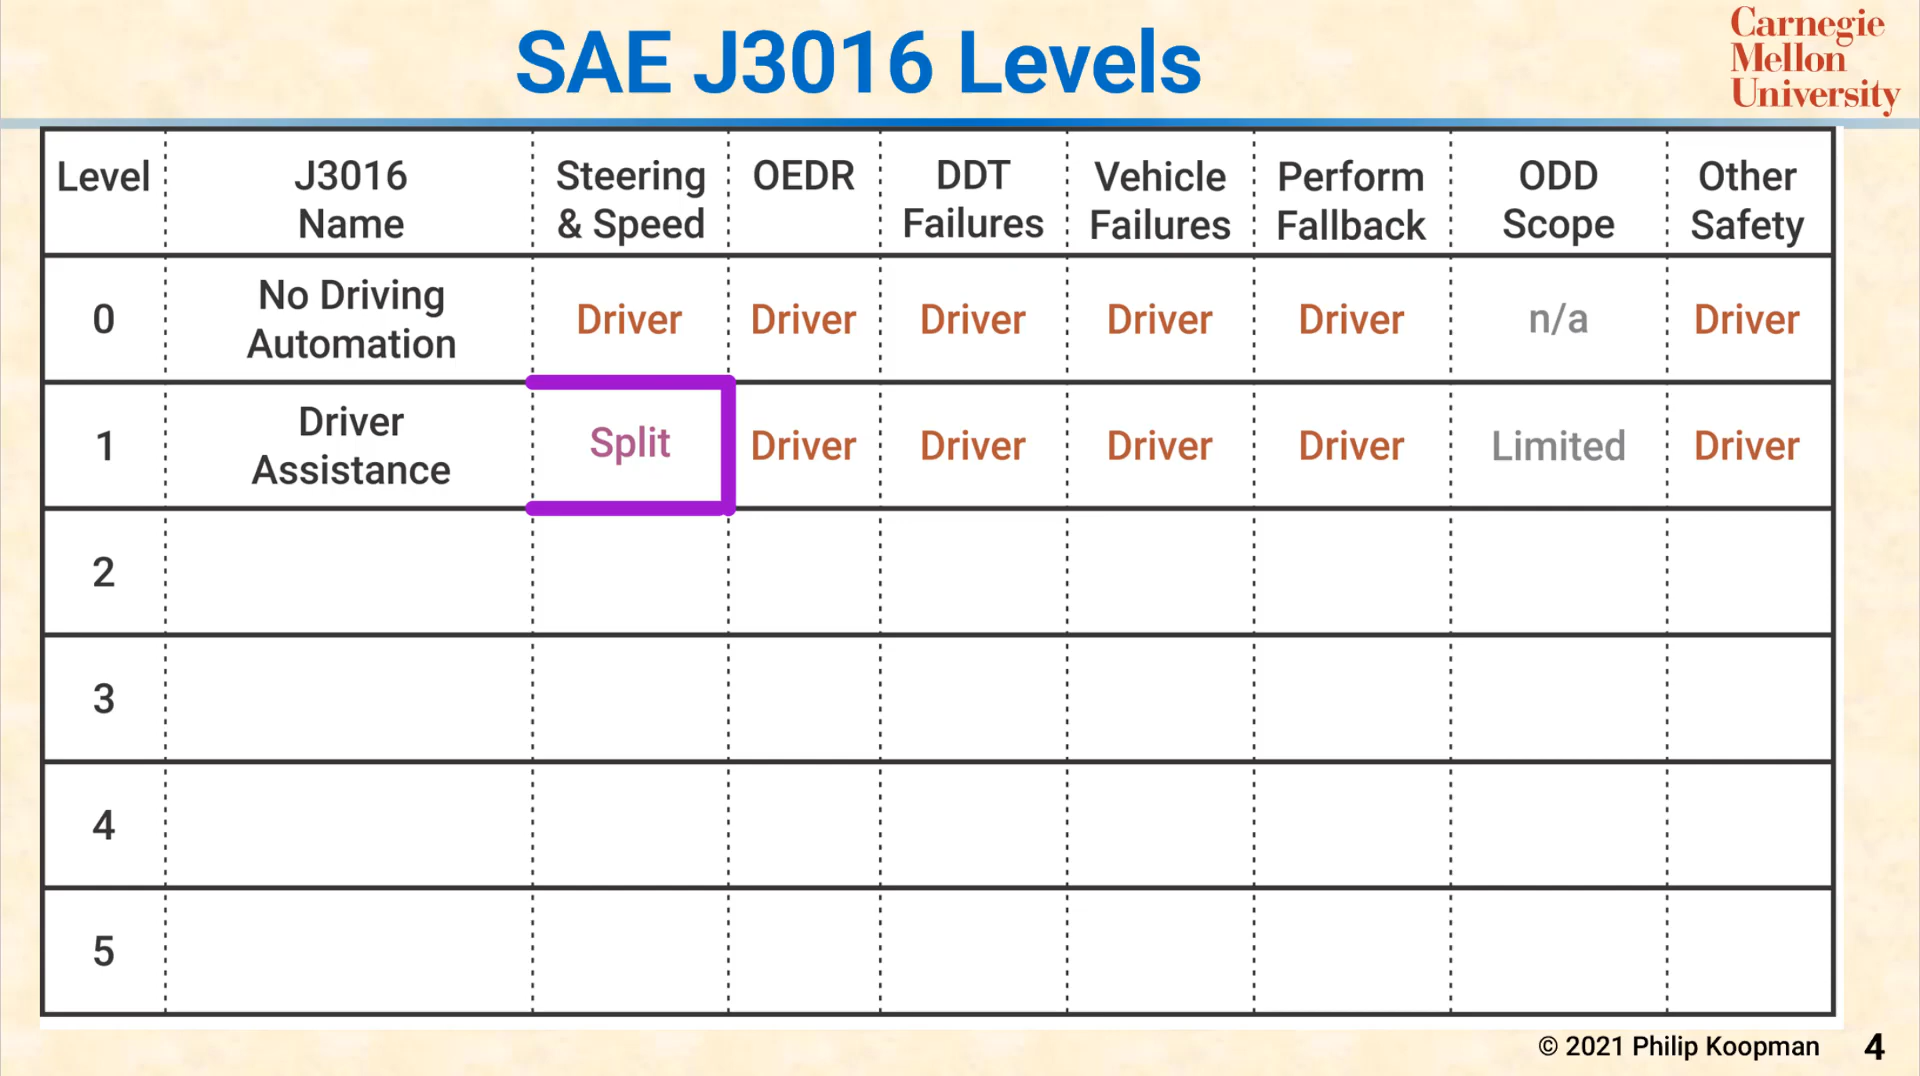 SAE J3016 Levels
Carnegie
Mellon
University
Level J3016 Name Steering & Speed OEDR DDT Failures Vehicle Failures Perform Fallback ODD Scope Other Safety
0 No Driving Automation Driver Driver Driver Driver Driver n/a Driver
1 Driver Assistance Split Driver Driver Driver Driver Limited Driver
2
3
4
5
© 2021 Philip Koopman 4